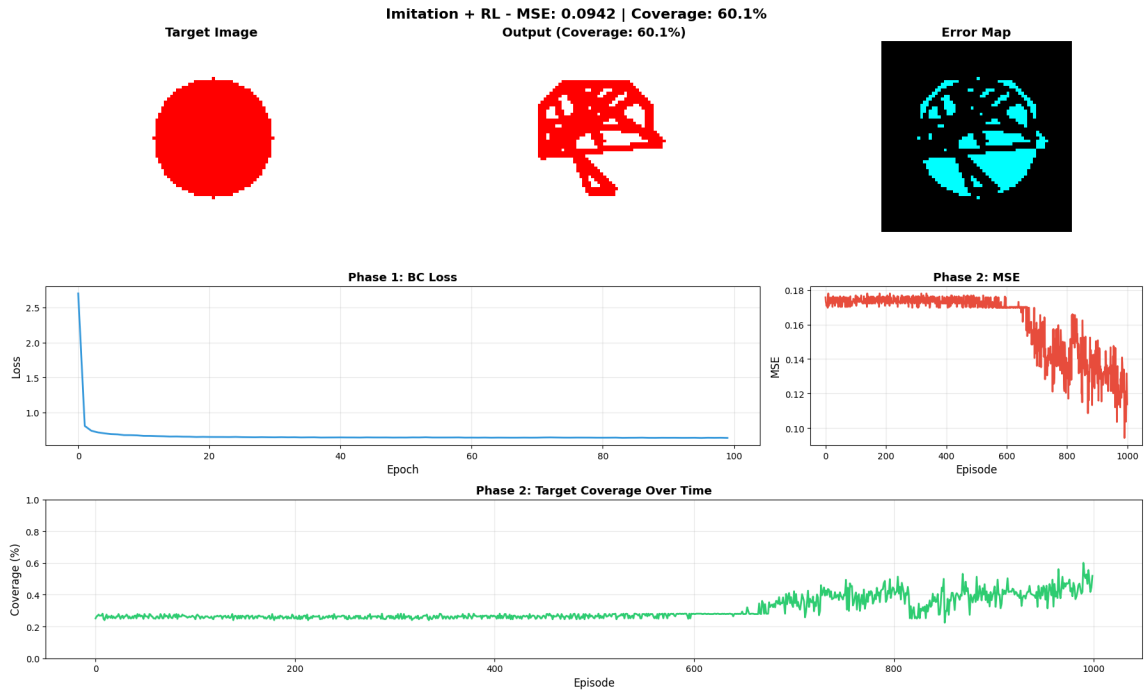 Imitation + RL - MSE: 0.0942 | Coverage: 60.1%
Target Image
Output (Coverage: 60.1%)
Error Map
Phase 1: BC Loss
Loss
2.5
2.0
1.5
1.0
0
20
40
60
80
100
Epoch
Phase 2: MSE
MSE
0.18
0.16
0.14
0.12
0.10
0
200
400
600
800
1000
Episode
Phase 2: Target Coverage Over Time
Coverage (%)
1.0
0.8
0.6
0.4
0.2
0.0
0
200
400
600
800
1000
Episode